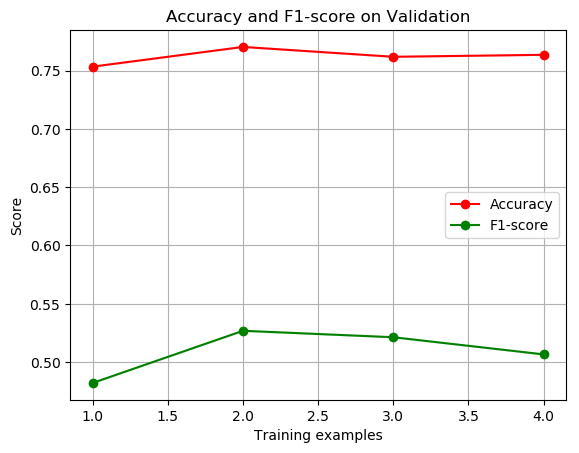 Accuracy and F1-score on Validation
0.75
0.70
0.65
0.60
0.55
0.50
Score
Accuracy
F1-score
1.0 1.5 2.0 2.5 3.0 3.5 4.0
Training examples